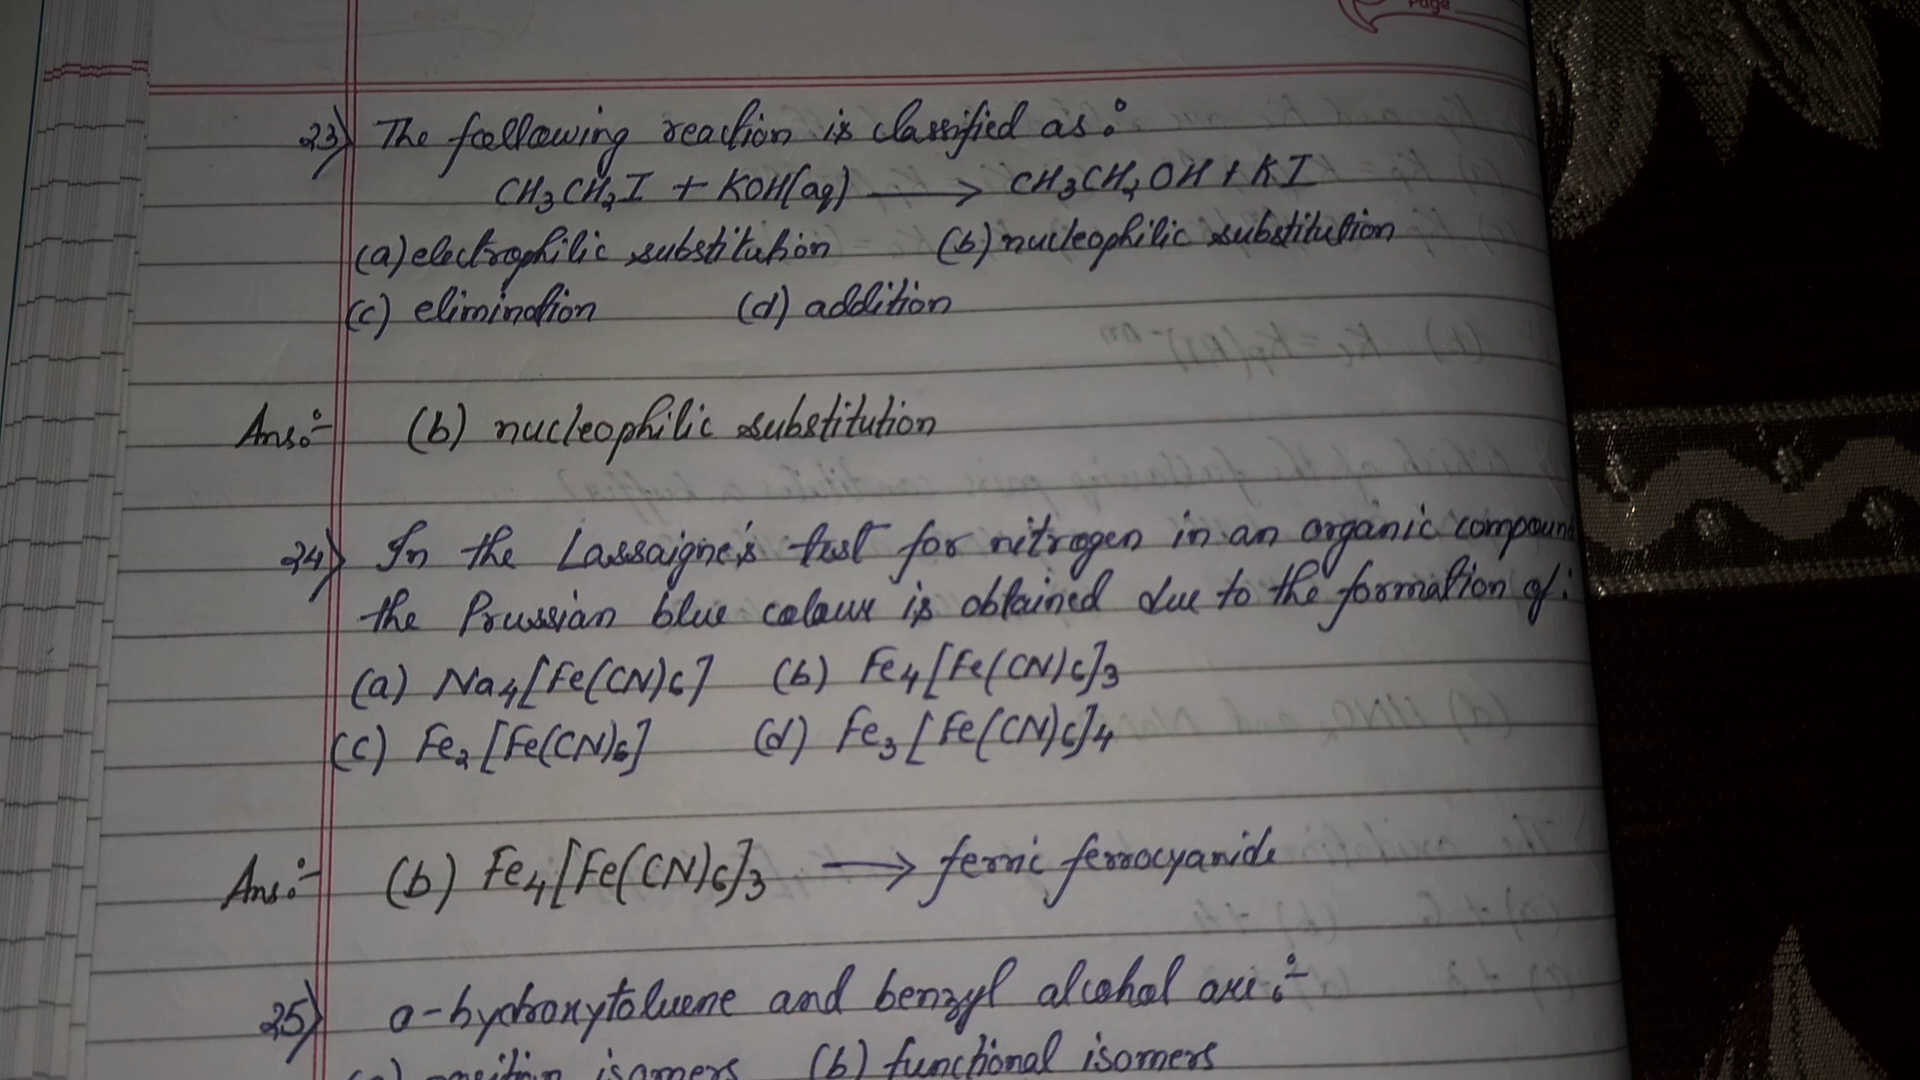 Page
23) The following reaction is classified as:
CH₃CH₂I + KOH(aq) ⟶ CH₃CH₂OH + KI
(a) electrophilic substitution (b) nucleophilic substitution
(c) elimination (d) addition
Ans:- (b) nucleophilic substitution
24) In the Lassaigne's test for nitrogen in an organic compound
the Prussian blue colour is obtained due to the formation of:
(a) Na₄[Fe(CN)₆] (b) Fe₄[Fe(CN)₆]₃
(c) Fe₂[Fe(CN)₆] (d) Fe₃[Fe(CN)₆]₄
Ans:- (b) Fe₄[Fe(CN)₆]₃ ⟶ ferric ferrocyanide
25) o-hydroxytoluene and benzyl alcohol are:-
isomers (b) functional isomers